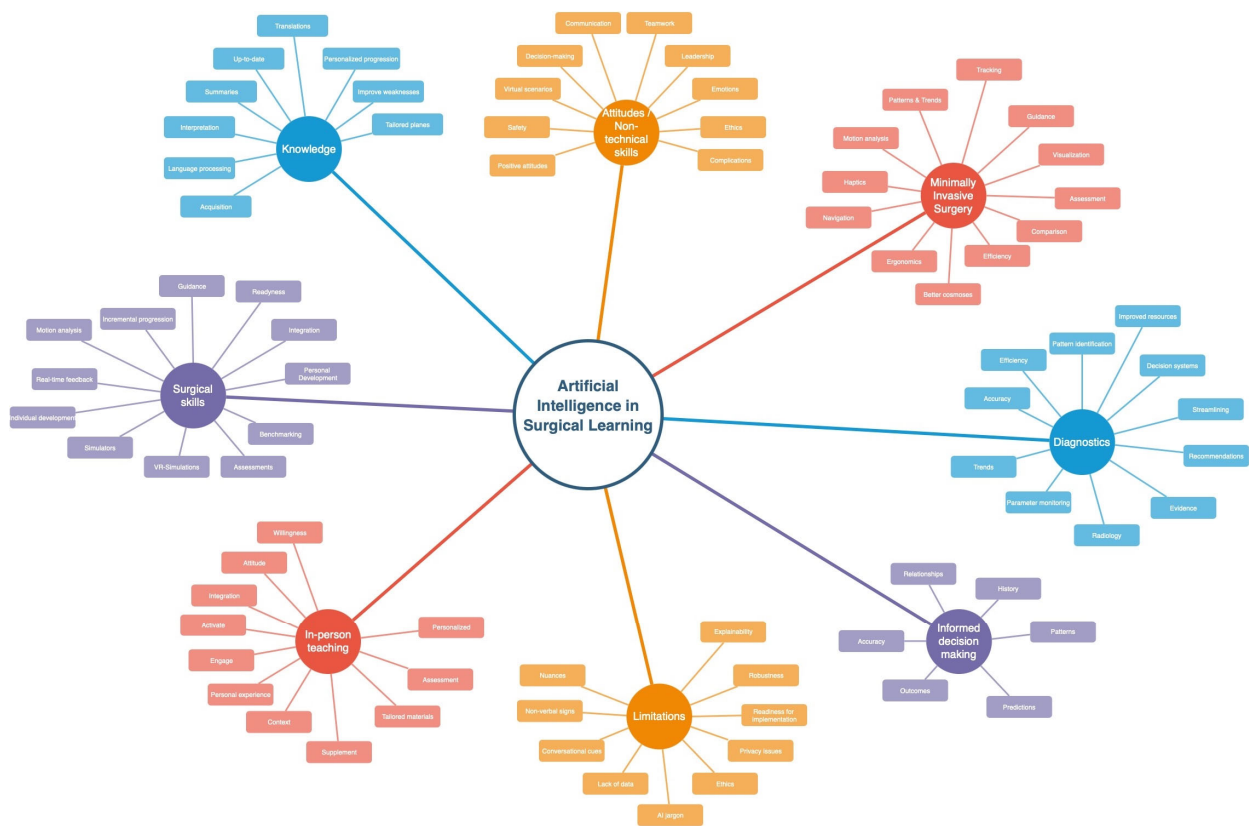 Artificial
Intelligence in
Surgical Learning
Knowledge
Translations
Up-to-date
Personalized progression
Summaries
Improve weaknesses
Interpretation
Tailored planes
Language processing
Acquisition
Attitudes /
Non-
technical
skills
Communication
Teamwork
Decision-making
Leadership
Virtual scenarios
Emotions
Safety
Ethics
Positive attitudes
Complications
Minimally
Invasive
Surgery
Tracking
Patterns & Trends
Guidance
Motion analysis
Visualization
Haptics
Assessment
Navigation
Comparison
Ergonomics
Efficiency
Better cosmoses
Surgical
skills
Guidance
Readyness
Incremental progression
Motion analysis
Integration
Real-time feedback
Personal
Development
Individual development
Benchmarking
Simulators
VR-Simulations
Assessments
Diagnostics
Improved resources
Pattern identification
Efficiency
Decision systems
Accuracy
Streamlining
Trends
Recommendations
Parameter monitoring
Evidence
Radiology
In-person
teaching
Willingness
Attitude
Integration
Activate
Personalized
Engage
Assessment
Personal experience
Tailored materials
Context
Supplement
Limitations
Explainability
Nuances
Robustness
Non-verbal signs
Readiness for
implementation
Conversational cues
Privacy issues
Lack of data
Ethics
AI jargon
Informed
decision
making
Relationships
History
Accuracy
Patterns
Outcomes
Predictions